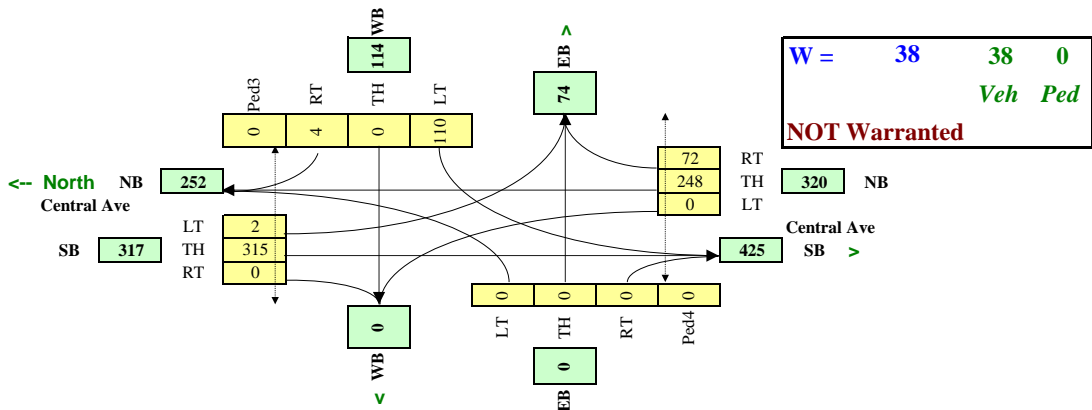 WB
114
EB
>
74
W = 38 38 0
Veh Ped
NOT Warranted
Ped3 RT TH LT
0 4 0 110
<-- North NB 252
Central Ave
72 RT
248 TH 320 NB
0 LT
LT 2
SB 317 TH 315
RT 0
Central Ave
425 SB >
0 0 0 0
LT TH RT Ped4
0
WB
<
0
EB